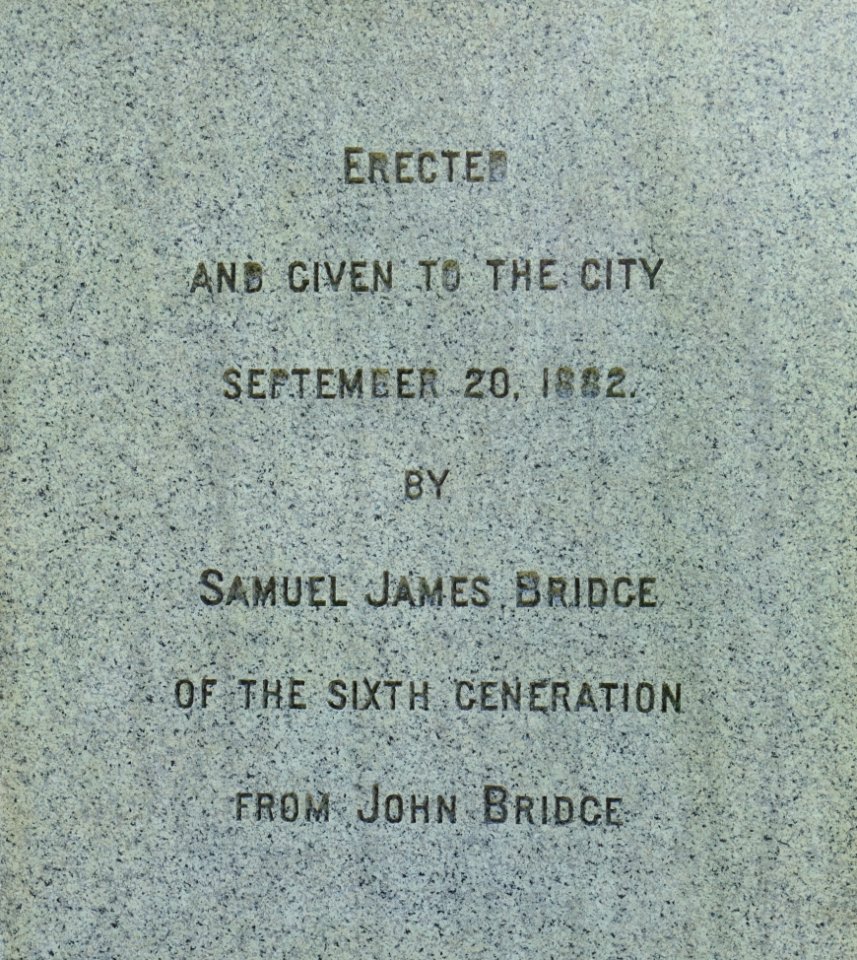 ERECTED
AND GIVEN TO THE CITY
SEPTEMBER 20, 1882.
BY
SAMUEL JAMES BRIDGE
OF THE SIXTH GENERATION
FROM JOHN BRIDGE